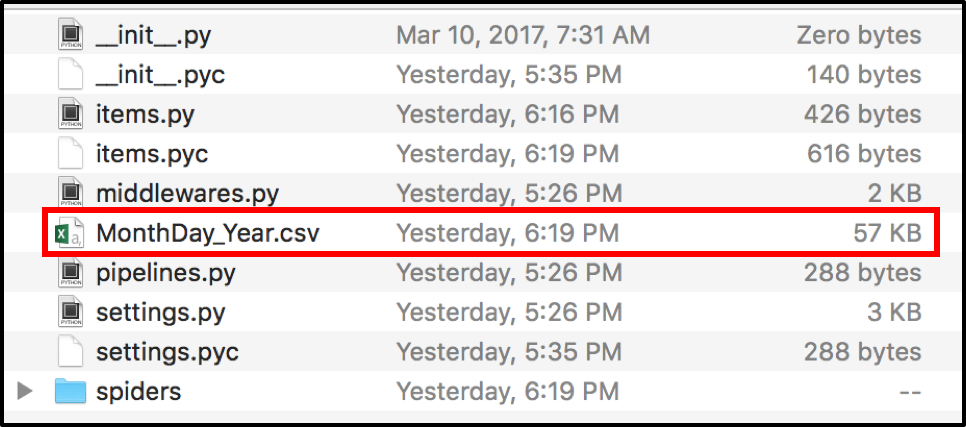 __init__.py Mar 10, 2017, 7:31 AM Zero bytes
__init__.pyc Yesterday, 5:35 PM 140 bytes
items.py Yesterday, 6:16 PM 426 bytes
items.pyc Yesterday, 6:19 PM 616 bytes
middlewares.py Yesterday, 5:26 PM 2 KB
MonthDay_Year.csv Yesterday, 6:19 PM 57 KB
pipelines.py Yesterday, 5:26 PM 288 bytes
settings.py Yesterday, 5:26 PM 3 KB
settings.pyc Yesterday, 5:35 PM 288 bytes
spiders Yesterday, 6:19 PM --